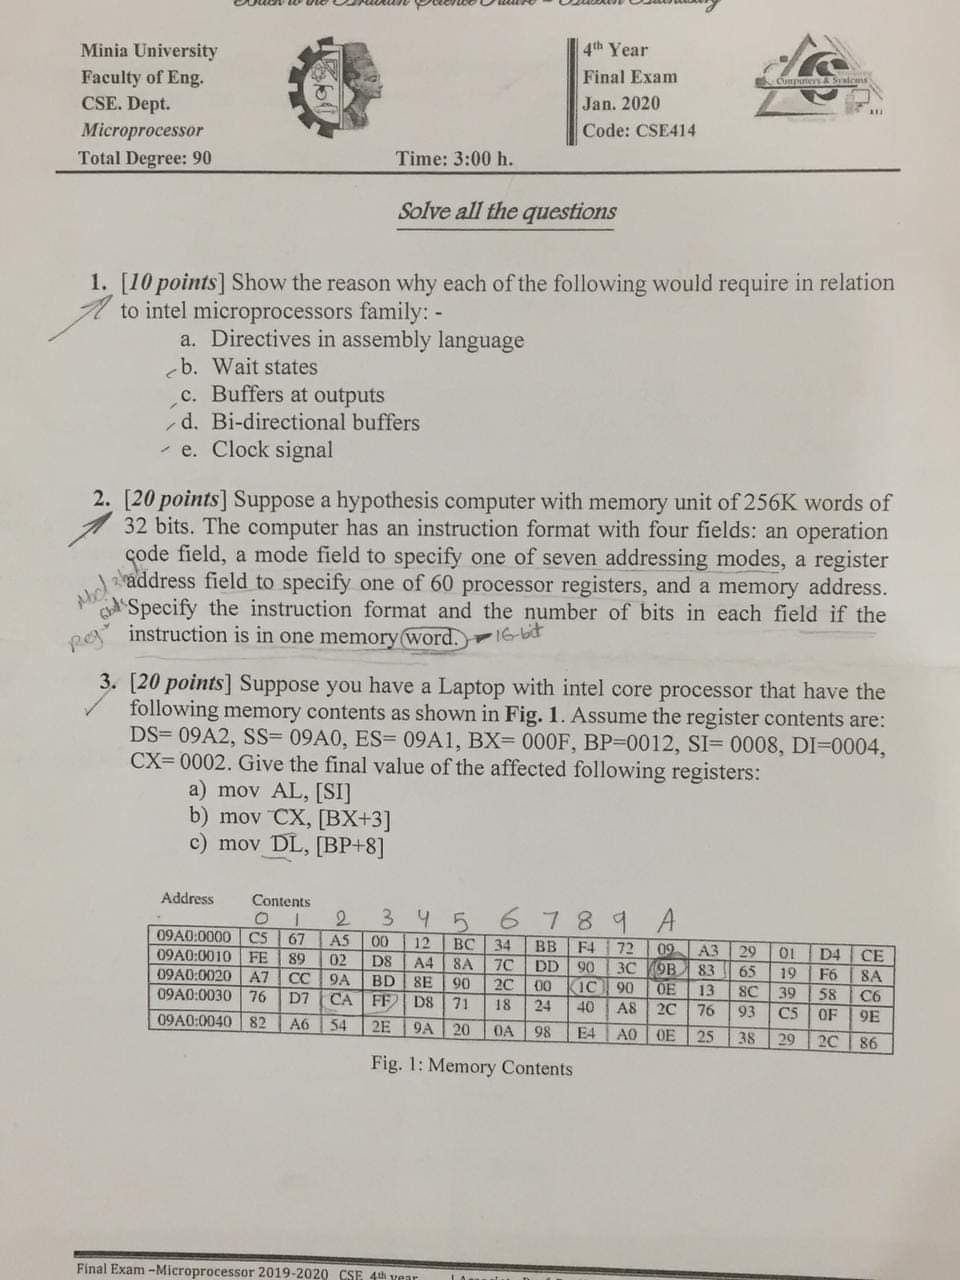 Minia University
Faculty of Eng.
CSE. Dept.
Microprocessor
Total Degree: 90
Time: 3:00 h.
4th Year
Final Exam
Jan. 2020
Code: CSE414
Computers & Systems
Solve all the questions
1. [10 points] Show the reason why each of the following would require in relation
to intel microprocessors family: -
a. Directives in assembly language
b. Wait states
c. Buffers at outputs
d. Bi-directional buffers
e. Clock signal
2. [20 points] Suppose a hypothesis computer with memory unit of 256K words of
32 bits. The computer has an instruction format with four fields: an operation
code field, a mode field to specify one of seven addressing modes, a register
address field to specify one of 60 processor registers, and a memory address.
Specify the instruction format and the number of bits in each field if the
instruction is in one memory word. 16-bit
3. [20 points] Suppose you have a Laptop with intel core processor that have the
following memory contents as shown in Fig. 1. Assume the register contents are:
DS= 09A2, SS= 09A0, ES= 09A1, BX= 000F, BP=0012, SI= 0008, DI=0004,
CX= 0002. Give the final value of the affected following registers:
a) mov AL, [SI]
b) mov CX, [BX+3]
c) mov DL, [BP+8]
Address Contents
0 1 2 3 4 5 6 7 8 9 A
09A0:0000 C5 67 A5 00 12 BC 34 BB F4 72 09 A3 29 01 D4 CE
09A0:0010 FE 89 02 D8 A4 8A 7C DD 90 3C 9B 83 65 19 F6 8A
09A0:0020 A7 CC 9A BD 8E 90 2C 00 1C 90 0E 13 8C 39 58 C6
09A0:0030 76 D7 CA FF D8 71 18 24 40 A8 2C 76 93 C5 0F 9E
09A0:0040 82 A6 54 2E 9A 20 0A 98 E4 A0 0E 25 38 29 2C 86
Fig. 1: Memory Contents
Final Exam –Microprocessor 2019-2020 CSE 4th year